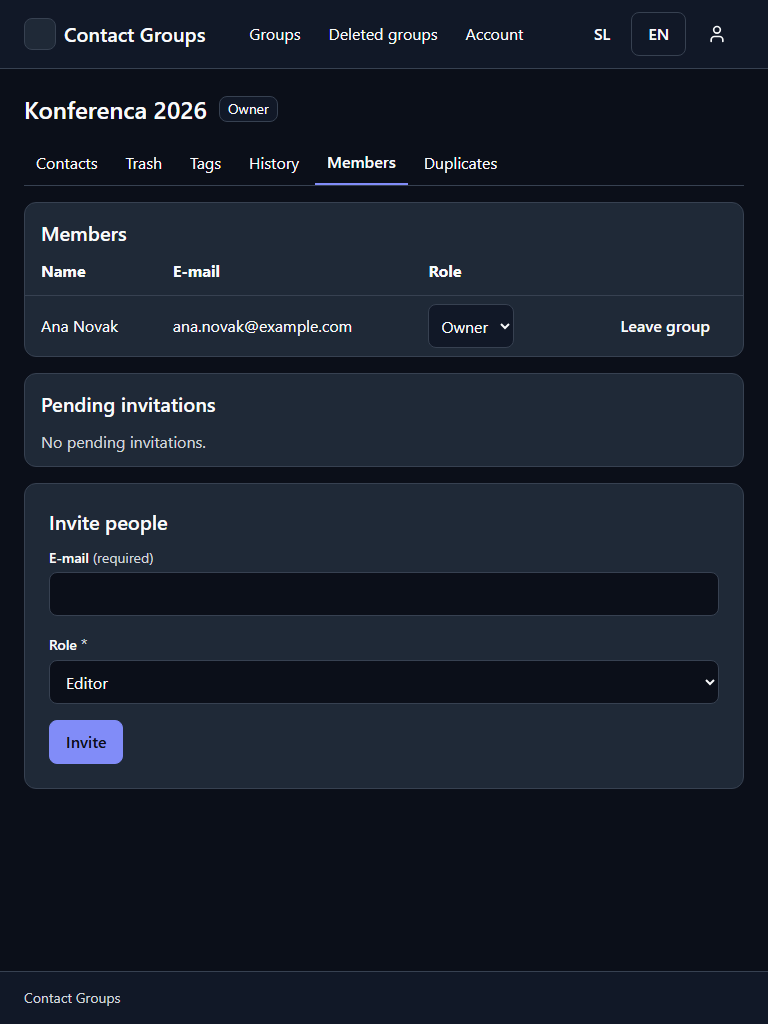 Contact Groups Groups Deleted groups Account SL EN
Konferenca 2026 Owner
Contacts Trash Tags History Members Duplicates
Members
Name E-mail Role
Ana Novak ana.novak@example.com Owner Leave group
Pending invitations
No pending invitations.
Invite people
E-mail (required)
Role *
Editor
Invite
Contact Groups